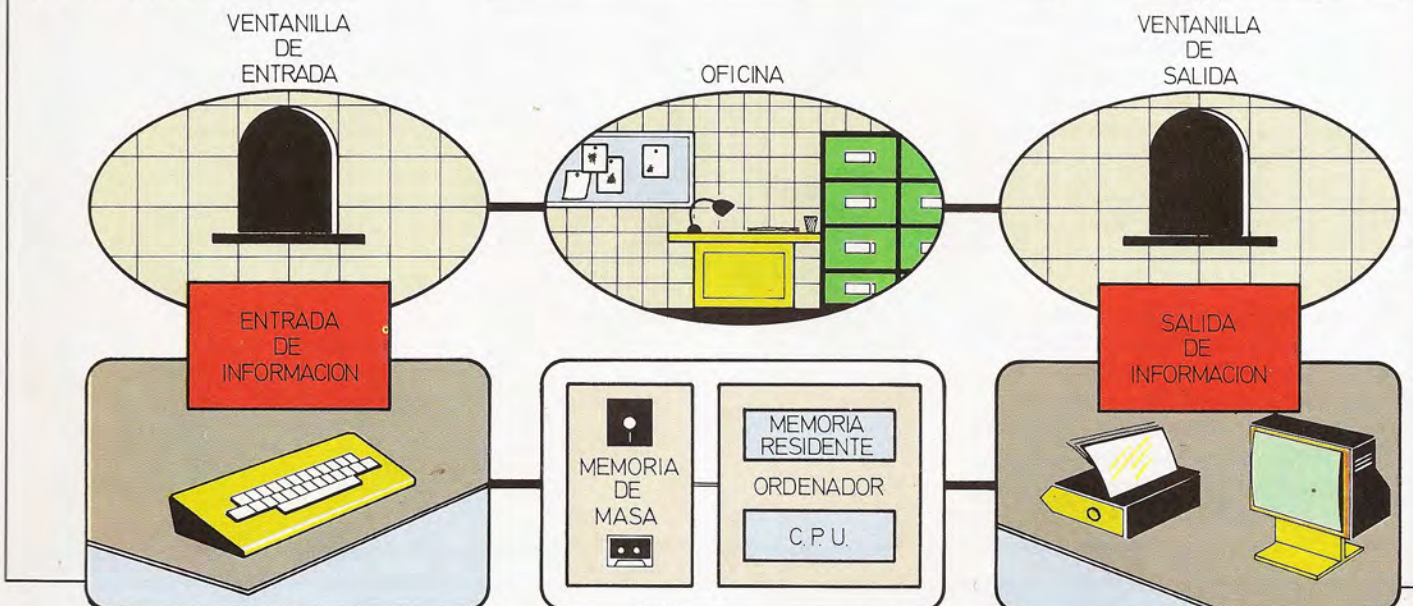 VENTANILLA
DE
ENTRADA
OFICINA
VENTANILLA
DE
SALIDA
ENTRADA
DE
INFORMACION
SALIDA
DE
INFORMACION
MEMORIA
DE
MASA
MEMORIA
RESIDENTE
ORDENADOR
C.P.U.